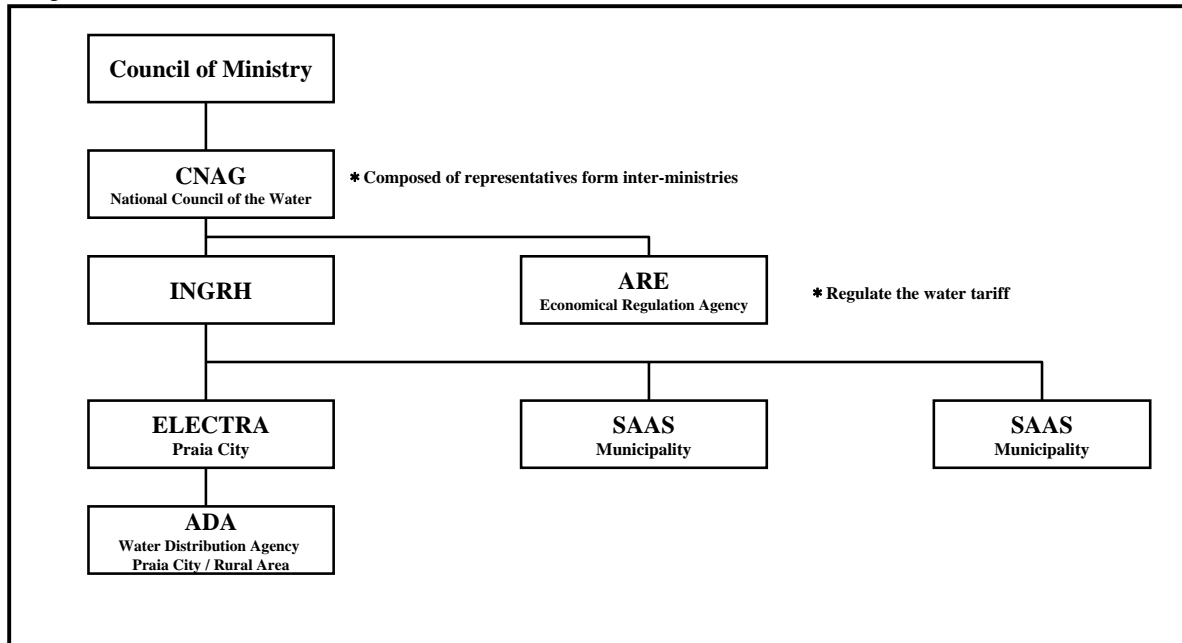 Council of Ministry
CNAG
National Council of the Water
* Composed of representatives form inter-ministries
INGRH
ARE
Economical Regulation Agency
* Regulate the water tariff
ELECTRA
Praia City
SAAS
Municipality
SAAS
Municipality
ADA
Water Distribution Agency
Praia City / Rural Area